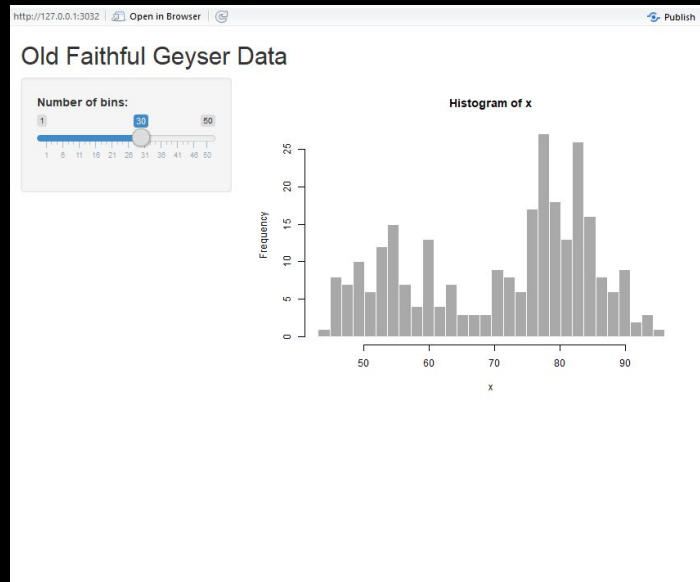 http://127.0.0.1:3032 Open in Browser Publish
Old Faithful Geyser Data
Number of bins:
1 30 50
1 6 11 16 21 26 31 36 41 46 50
Histogram of x
Frequency
25
20
15
10
5
0
50 60 70 80 90
x